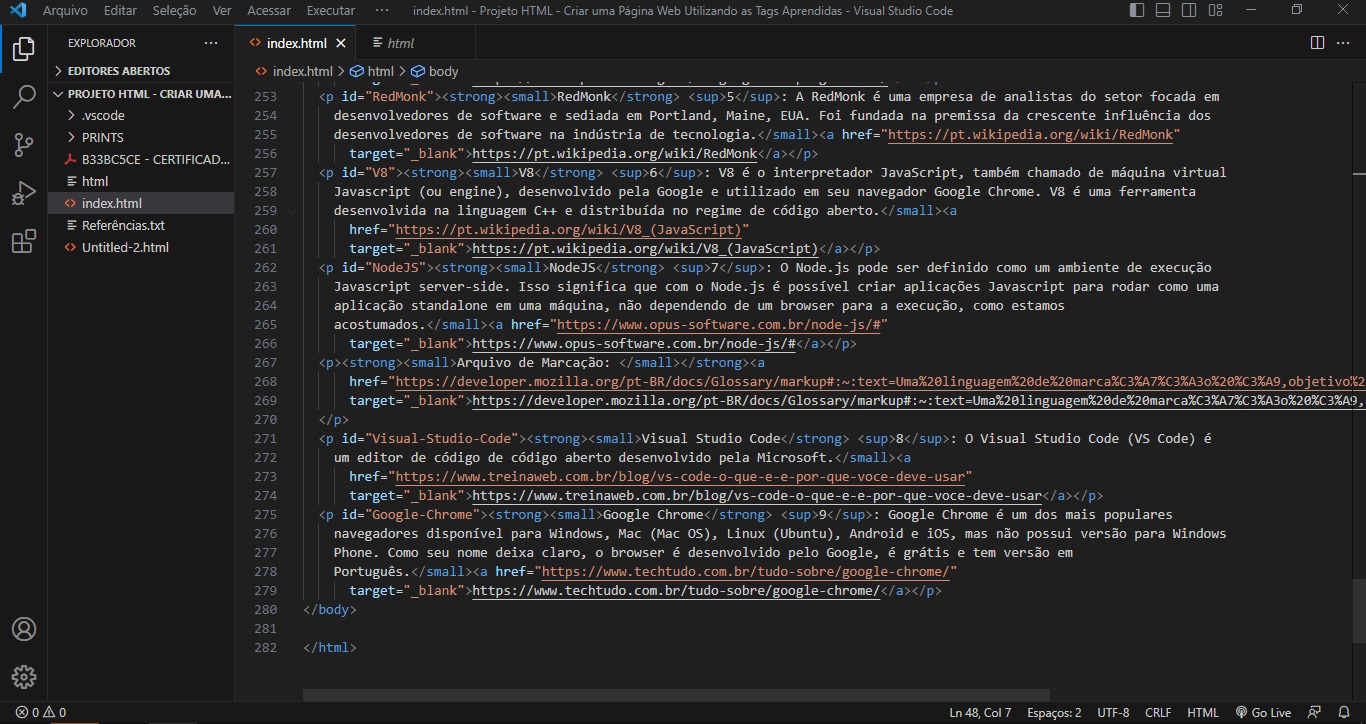 Arquivo Editar Seleção Ver Acessar Executar ··· index.html - Projeto HTML - Criar uma Página Web Utilizando as Tags Aprendidas - Visual Studio Code
EXPLORADOR ···
EDITORES ABERTOS
PROJETO HTML - CRIAR UMA...
.vscode
PRINTS
B33BC5CE - CERTIFICAD...
html
index.html
Referências.txt
Untitled-2.html
index.html html
index.html > html > body
253 <p id="RedMonk"><strong><small>RedMonk</strong> <sup>5</sup>: A RedMonk é uma empresa de analistas do setor focada em
254 desenvolvedores de software e sediada em Portland, Maine, EUA. Foi fundada na premissa da crescente influência dos
255 desenvolvedores de software na indústria de tecnologia.</small><a href="https://pt.wikipedia.org/wiki/RedMonk"
256 target="_blank">https://pt.wikipedia.org/wiki/RedMonk</a></p>
257 <p id="V8"><strong><small>V8</strong> <sup>6</sup>: V8 é o interpretador JavaScript, também chamado de máquina virtual
258 Javascript (ou engine), desenvolvido pela Google e utilizado em seu navegador Google Chrome. V8 é uma ferramenta
259 desenvolvida na linguagem C++ e distribuída no regime de código aberto.</small><a
260 href="https://pt.wikipedia.org/wiki/V8_(JavaScript)"
261 target="_blank">https://pt.wikipedia.org/wiki/V8_(JavaScript)</a></p>
262 <p id="NodeJS"><strong><small>NodeJS</strong> <sup>7</sup>: O Node.js pode ser definido como um ambiente de execução
263 Javascript server-side. Isso significa que com o Node.js é possível criar aplicações Javascript para rodar como uma
264 aplicação standalone em uma máquina, não dependendo de um browser para a execução, como estamos
265 acostumados.</small><a href="https://www.opus-software.com.br/node-js/#"
266 target="_blank">https://www.opus-software.com.br/node-js/#</a></p>
267 <p><strong><small>Arquivo de Marcação: </small></strong><a
268 href="https://developer.mozilla.org/pt-BR/docs/Glossary/markup#:~:text=Uma%20linguagem%20de%20marca%C3%A7%C3%A3o%20%C3%A9,objetivo%2
269 target="_blank">https://developer.mozilla.org/pt-BR/docs/Glossary/markup#:~:text=Uma%20linguagem%20de%20marca%C3%A7%C3%A3o%20%C3%A9,
270 </p>
271 <p id="Visual-Studio-Code"><strong><small>Visual Studio Code</strong> <sup>8</sup>: O Visual Studio Code (VS Code) é
272 um editor de código de código aberto desenvolvido pela Microsoft.</small><a
273 href="https://www.treinaweb.com.br/blog/vs-code-o-que-e-e-por-que-voce-deve-usar"
274 target="_blank">https://www.treinaweb.com.br/blog/vs-code-o-que-e-e-por-que-voce-deve-usar</a></p>
275 <p id="Google-Chrome"><strong><small>Google Chrome</strong> <sup>9</sup>: Google Chrome é um dos mais populares
276 navegadores disponível para Windows, Mac (Mac OS), Linux (Ubuntu), Android e iOS, mas não possui versão para Windows
277 Phone. Como seu nome deixa claro, o browser é desenvolvido pelo Google, é grátis e tem versão em
278 Português.</small><a href="https://www.techtudo.com.br/tudo-sobre/google-chrome/"
279 target="_blank">https://www.techtudo.com.br/tudo-sobre/google-chrome/</a></p>
280 </body>
281
282 </html>
0 0 Ln 48, Col 7 Espaços: 2 UTF-8 CRLF HTML Go Live